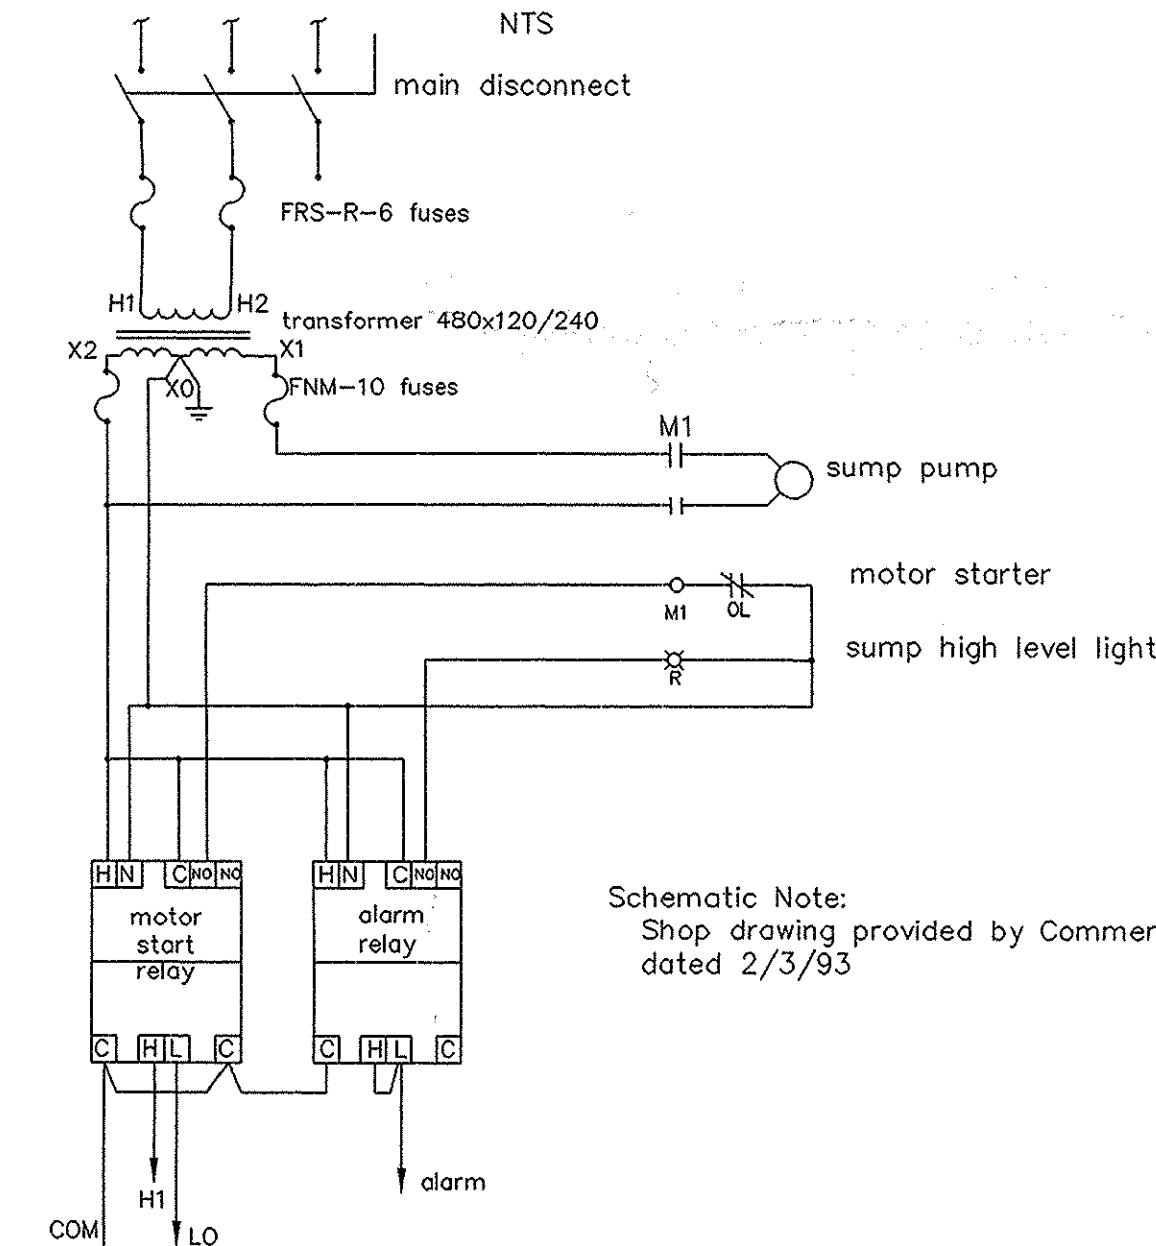 NTS
main disconnect
FRS-R-6 fuses
H1 H2
transformer 480x120/240
X2 X1
X0
FNM-10 fuses
M1
sump pump
motor starter
M1 OL
sump high level light
R
H N C NO NO
H N C NO NO
motor
start
relay
alarm
relay
Schematic Note:
Shop drawing provided by Commer
dated 2/3/93
C H L C
C H L C
H1
alarm
COM
LO